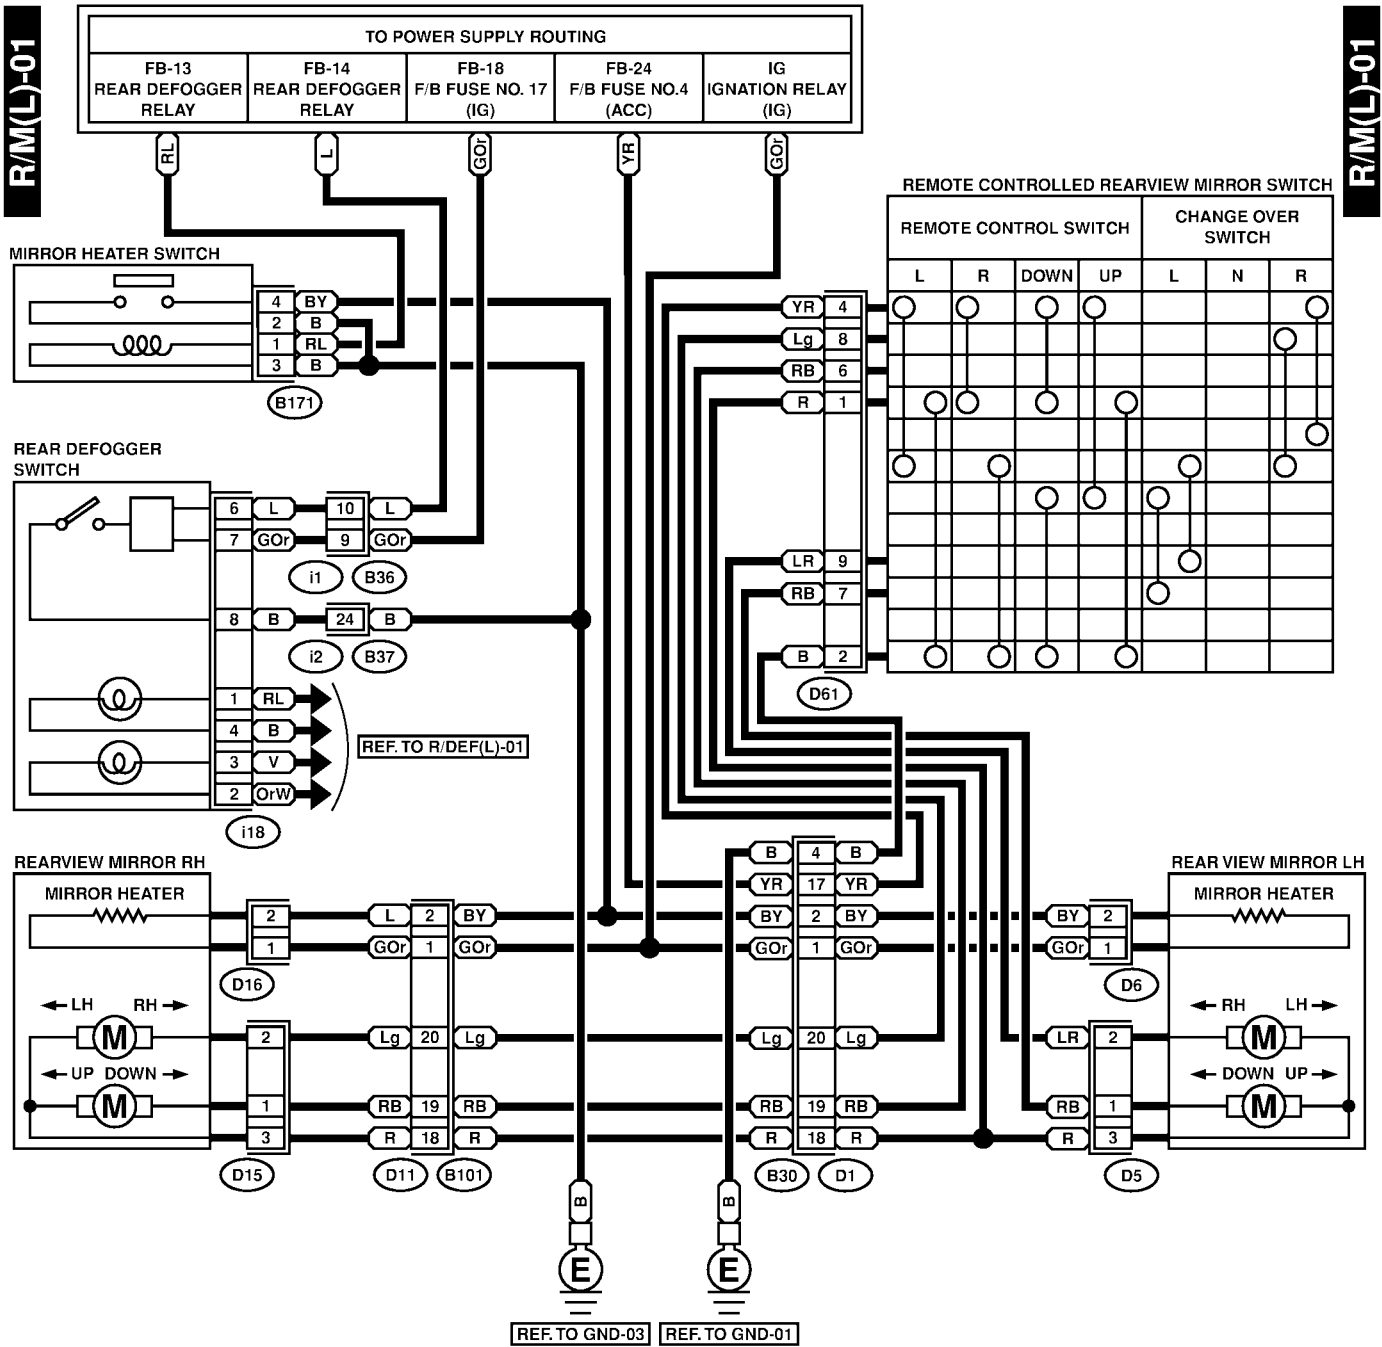 R/M(L)-01
R/M(L)-01
TO POWER SUPPLY ROUTING
FB-13
REAR DEFOGGER
RELAY
FB-14
REAR DEFOGGER
RELAY
FB-18
F/B FUSE NO. 17
(IG)
FB-24
F/B FUSE NO.4
(ACC)
IG
IGNATION RELAY
(IG)
RL
L
GOr
YR
GOr
REMOTE CONTROLLED REARVIEW MIRROR SWITCH
REMOTE CONTROL SWITCH
CHANGE OVER
SWITCH
L R DOWN UP L N R
YR 4
Lg 8
RB 6
R 1
LR 9
RB 7
B 2
D61
MIRROR HEATER SWITCH
4 BY
2 B
1 RL
3 B
B171
REAR DEFOGGER
SWITCH
6 L 10 L
7 GOr 9 GOr
i1 B36
8 B 24 B
i2 B37
1 RL
4 B
3 V
2 OrW
REF. TO R/DEF(L)-01
i18
REARVIEW MIRROR RH
MIRROR HEATER
2 L 2 BY
1 GOr 1 GOr
D16
LH RH
M
2 Lg 20 Lg
UP DOWN
M
1 RB 19 RB
3 R 18 R
D15 D11 B101
B 4 B
YR 17 YR
BY 2 BY
GOr 1 GOr
Lg 20 Lg
RB 19 RB
R 18 R
B30 D1
REAR VIEW MIRROR LH
MIRROR HEATER
BY 2
GOr 1
D6
RH LH
LR 2
M
DOWN UP
RB 1
M
R 3
D5
B
B
E
E
REF. TO GND-03
REF. TO GND-01